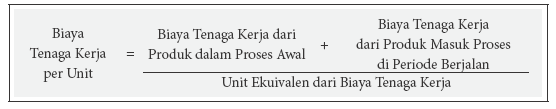 Biaya
Tenaga Kerja
per Unit
=
Biaya Tenaga Kerja dari
Produk dalam Proses Awal
+
Biaya Tenaga Kerja
dari Produk Masuk Proses
di Periode Berjalan
Unit Ekuivalen dari Biaya Tenaga Kerja